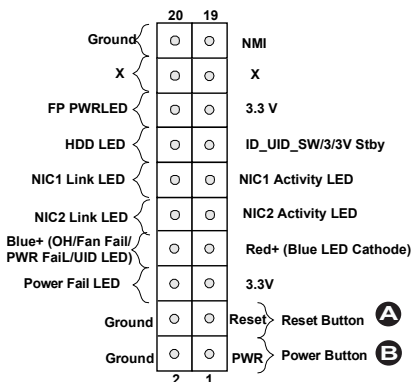 20 19
Ground NMI
X X
FP PWRLED 3.3 V
HDD LED ID_UID_SW/3/3V Stby
NIC1 Link LED NIC1 Activity LED
NIC2 Link LED NIC2 Activity LED
Blue+ (OH/Fan Fail/
PWR FaiL/UID LED) Red+ (Blue LED Cathode)
Power Fail LED 3.3V
Ground Reset Reset Button A
Ground PWR Power Button B
2 1